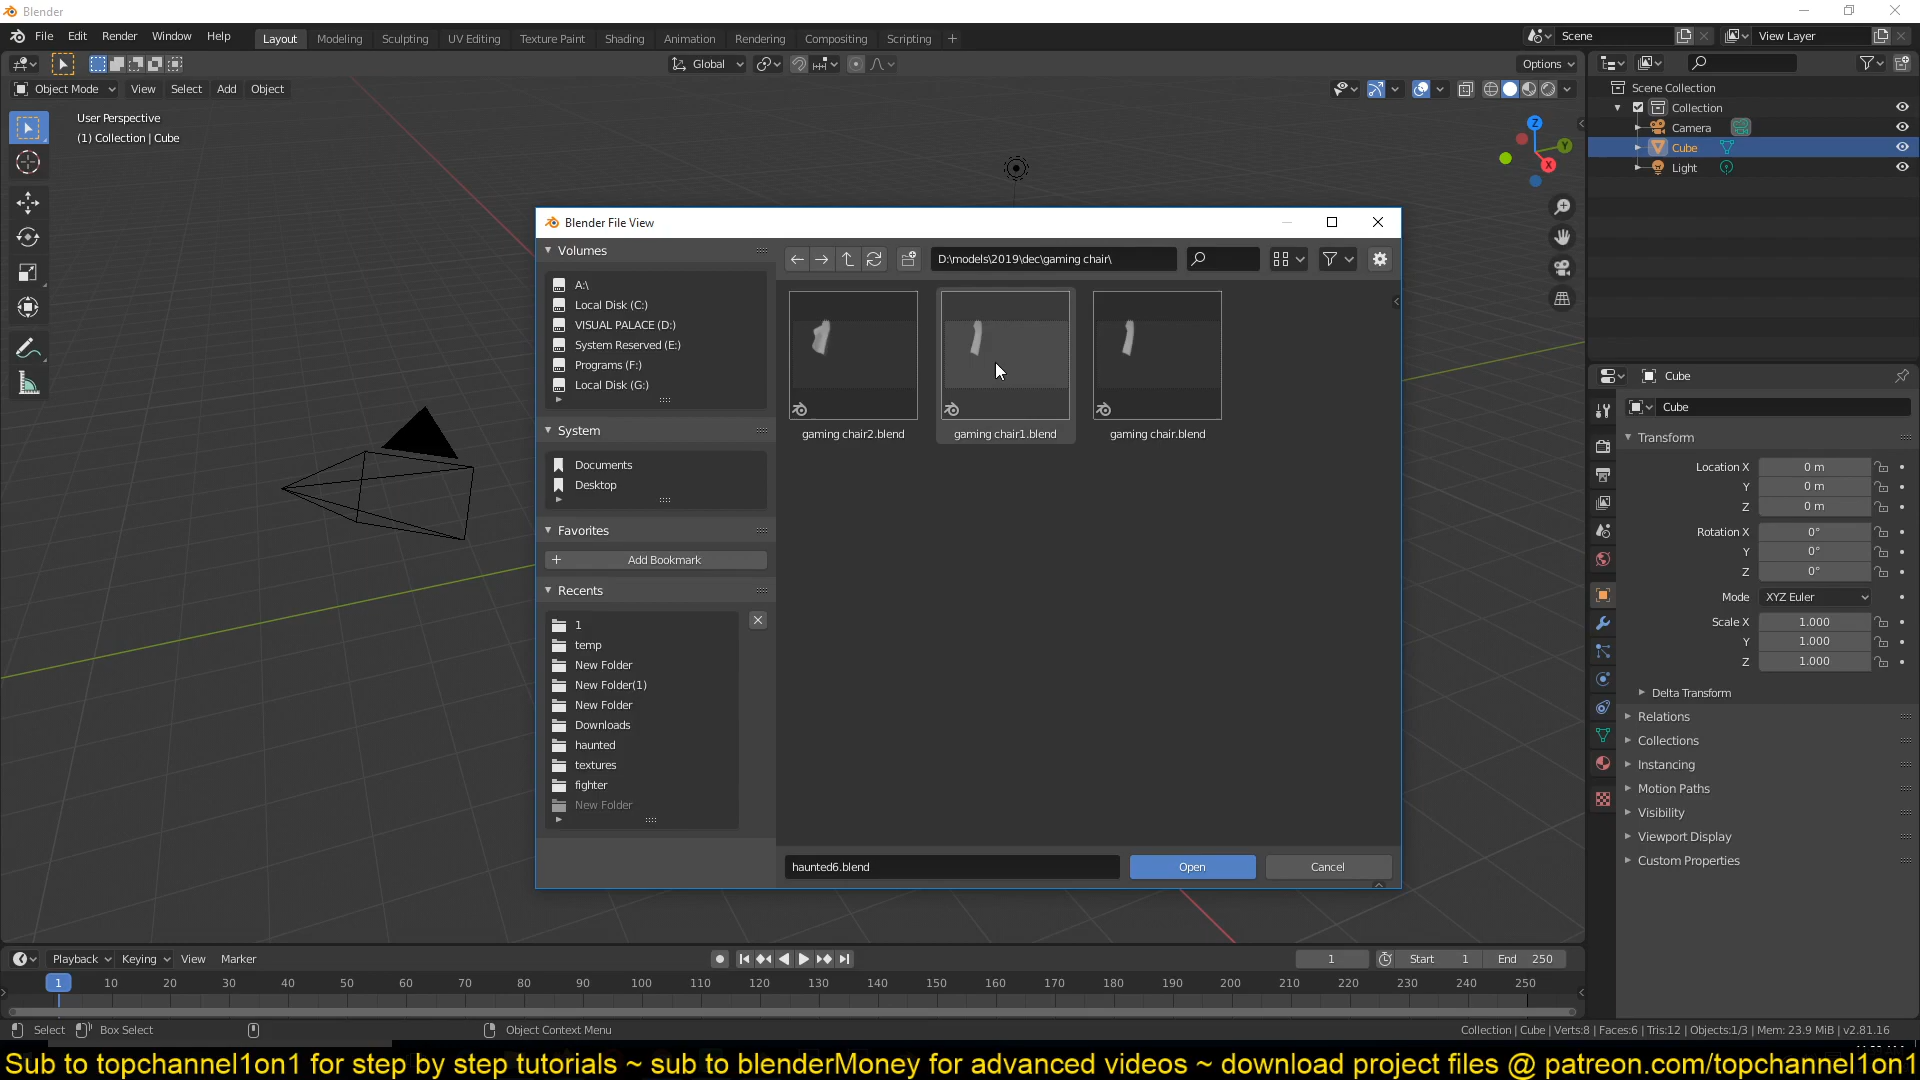 Blender
File Edit Render Window Help
Layout Modeling Sculpting UV Editing Texture Paint Shading Animation Rendering Compositing Scripting +
Scene
View Layer
Global
Options
Object Mode View Select Add Object
User Perspective
(1) Collection | Cube
Z
Y
X
Scene Collection
Collection
Camera
Cube
Light
Blender File View
Volumes
A:\
Local Disk (C:)
VISUAL PALACE (D:)
System Reserved (E:)
Programs (F:)
Local Disk (G:)
System
Documents
Desktop
Favorites
+ Add Bookmark
Recents
1
temp
New Folder
New Folder(1)
New Folder
Downloads
haunted
textures
fighter
New Folder
D:\models\2019\dec\gaming chair\
gaming chair2.blend
gaming chair1.blend
gaming chair.blend
haunted6.blend
Open
Cancel
Cube
Cube
Transform
Location X 0 m
Y 0 m
Z 0 m
Rotation X 0°
Y 0°
Z 0°
Mode XYZ Euler
Scale X 1.000
Y 1.000
Z 1.000
Delta Transform
Relations
Collections
Instancing
Motion Paths
Visibility
Viewport Display
Custom Properties
Playback Keying View Marker
1
Start 1
End 250
1 10 20 30 40 50 60 70 80 90 100 110 120 130 140 150 160 170 180 190 200 210 220 230 240 250
Select
Box Select
Object Context Menu
Collection | Cube | Verts:8 | Faces:6 | Tris:12 | Objects:1/3 | Mem: 23.9 MiB | v2.81.16
Sub to topchannel1on1 for step by step tutorials ~ sub to blenderMoney for advanced videos ~ download project files @ patreon.com/topchannel1on1